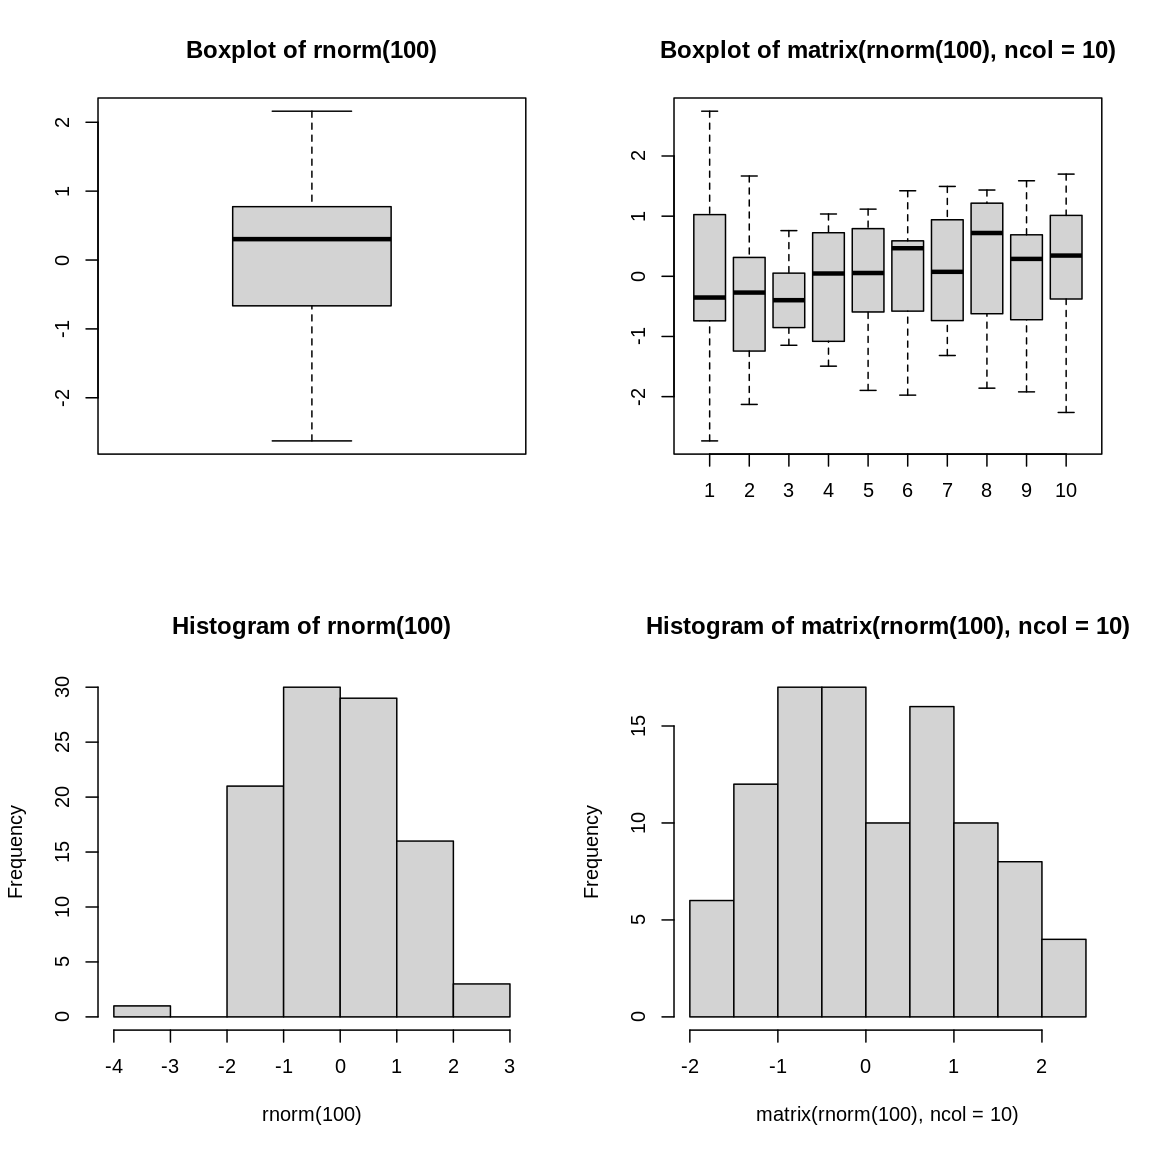 Boxplot of rnorm(100)
2
1
0
-1
-2
Boxplot of matrix(rnorm(100), ncol = 10)
2
1
0
-1
-2
1 2 3 4 5 6 7 8 9 10
Histogram of rnorm(100)
Frequency
30
25
20
15
10
5
0
-4 -3 -2 -1 0 1 2 3
rnorm(100)
Histogram of matrix(rnorm(100), ncol = 10)
Frequency
15
10
5
0
-2 -1 0 1 2
matrix(rnorm(100), ncol = 10)